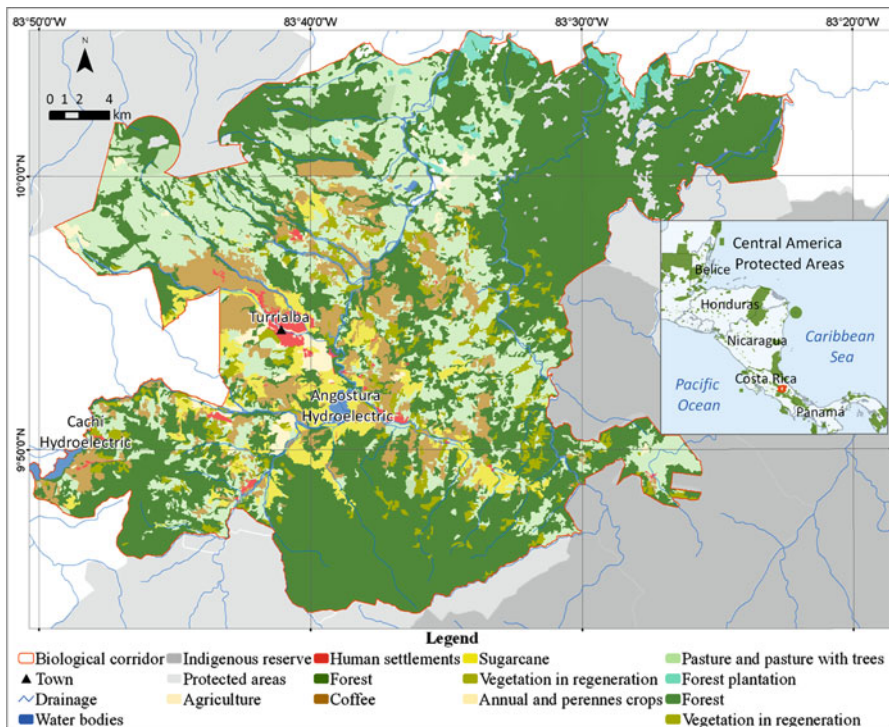 83°50'0"W
83°40'0"W
83°30'0"W
83°20'0"W
N
0 1 2 4
km
10°0'0"N
9°50'0"N
Turrialba
Angostura
Hydroelectric
Cachí
Hydroelectric
Central America
Protected Areas
Belice
Honduras
Nicaragua
Caribbean
Sea
Costa Rica
Pacific
Ocean
Panamá
Legend
Biological corridor Indigenous reserve Human settlements Sugarcane Pasture and pasture with trees
Town Protected areas Forest Vegetation in regeneration Forest plantation
Drainage Agriculture Coffee Annual and perennes crops Forest
Water bodies Vegetation in regeneration